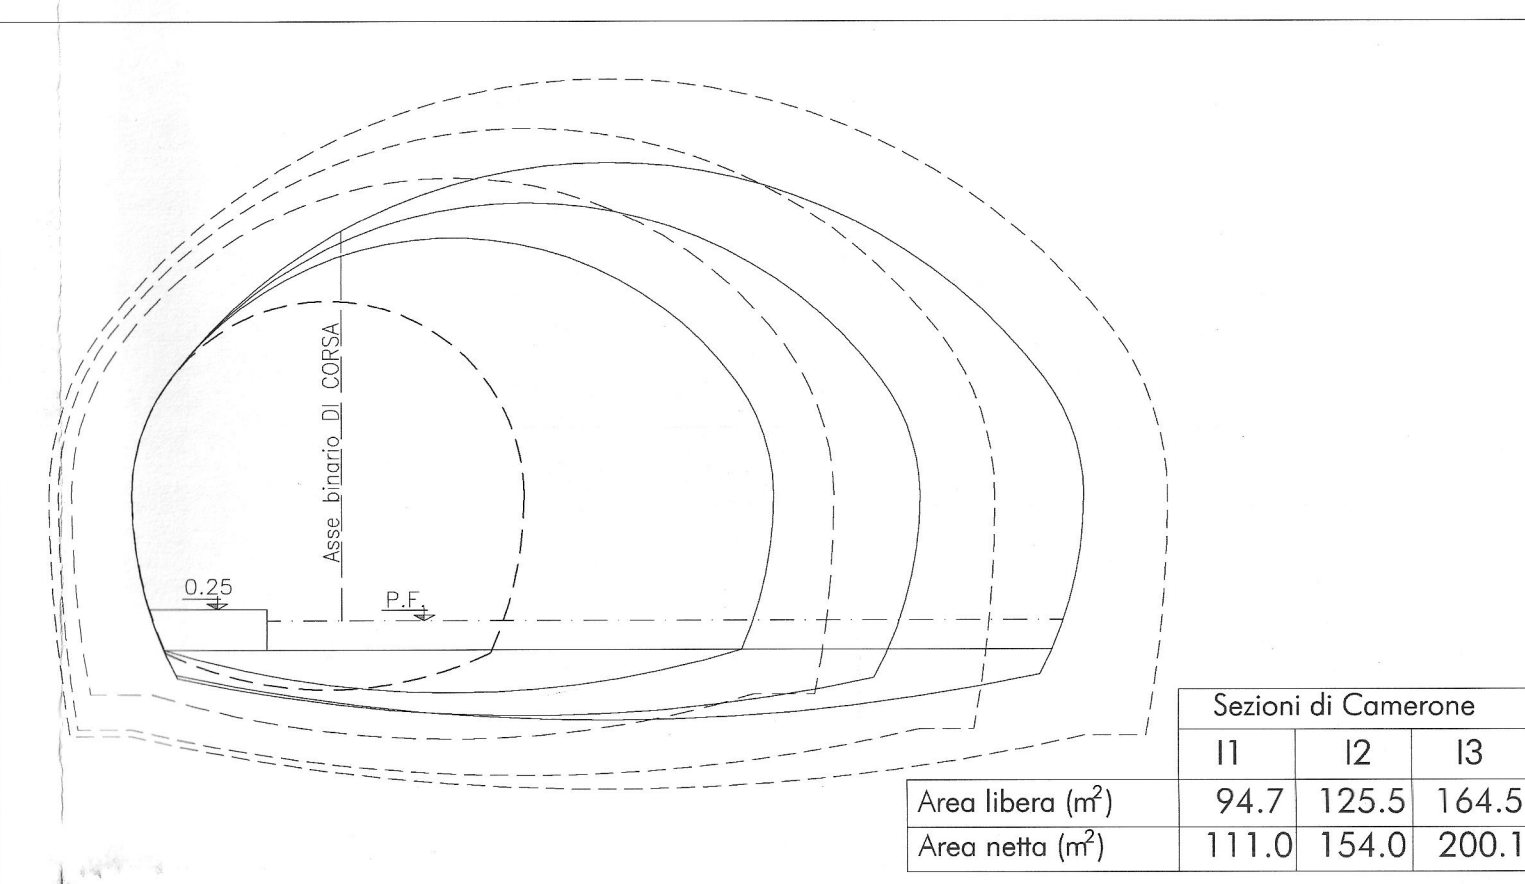 Asse binario DI CORSA
0.25
P.F.
Sezioni di Camerone
I1 I2 I3
Area libera (m²) 94.7 125.5 164.5
Area netta (m²) 111.0 154.0 200.1